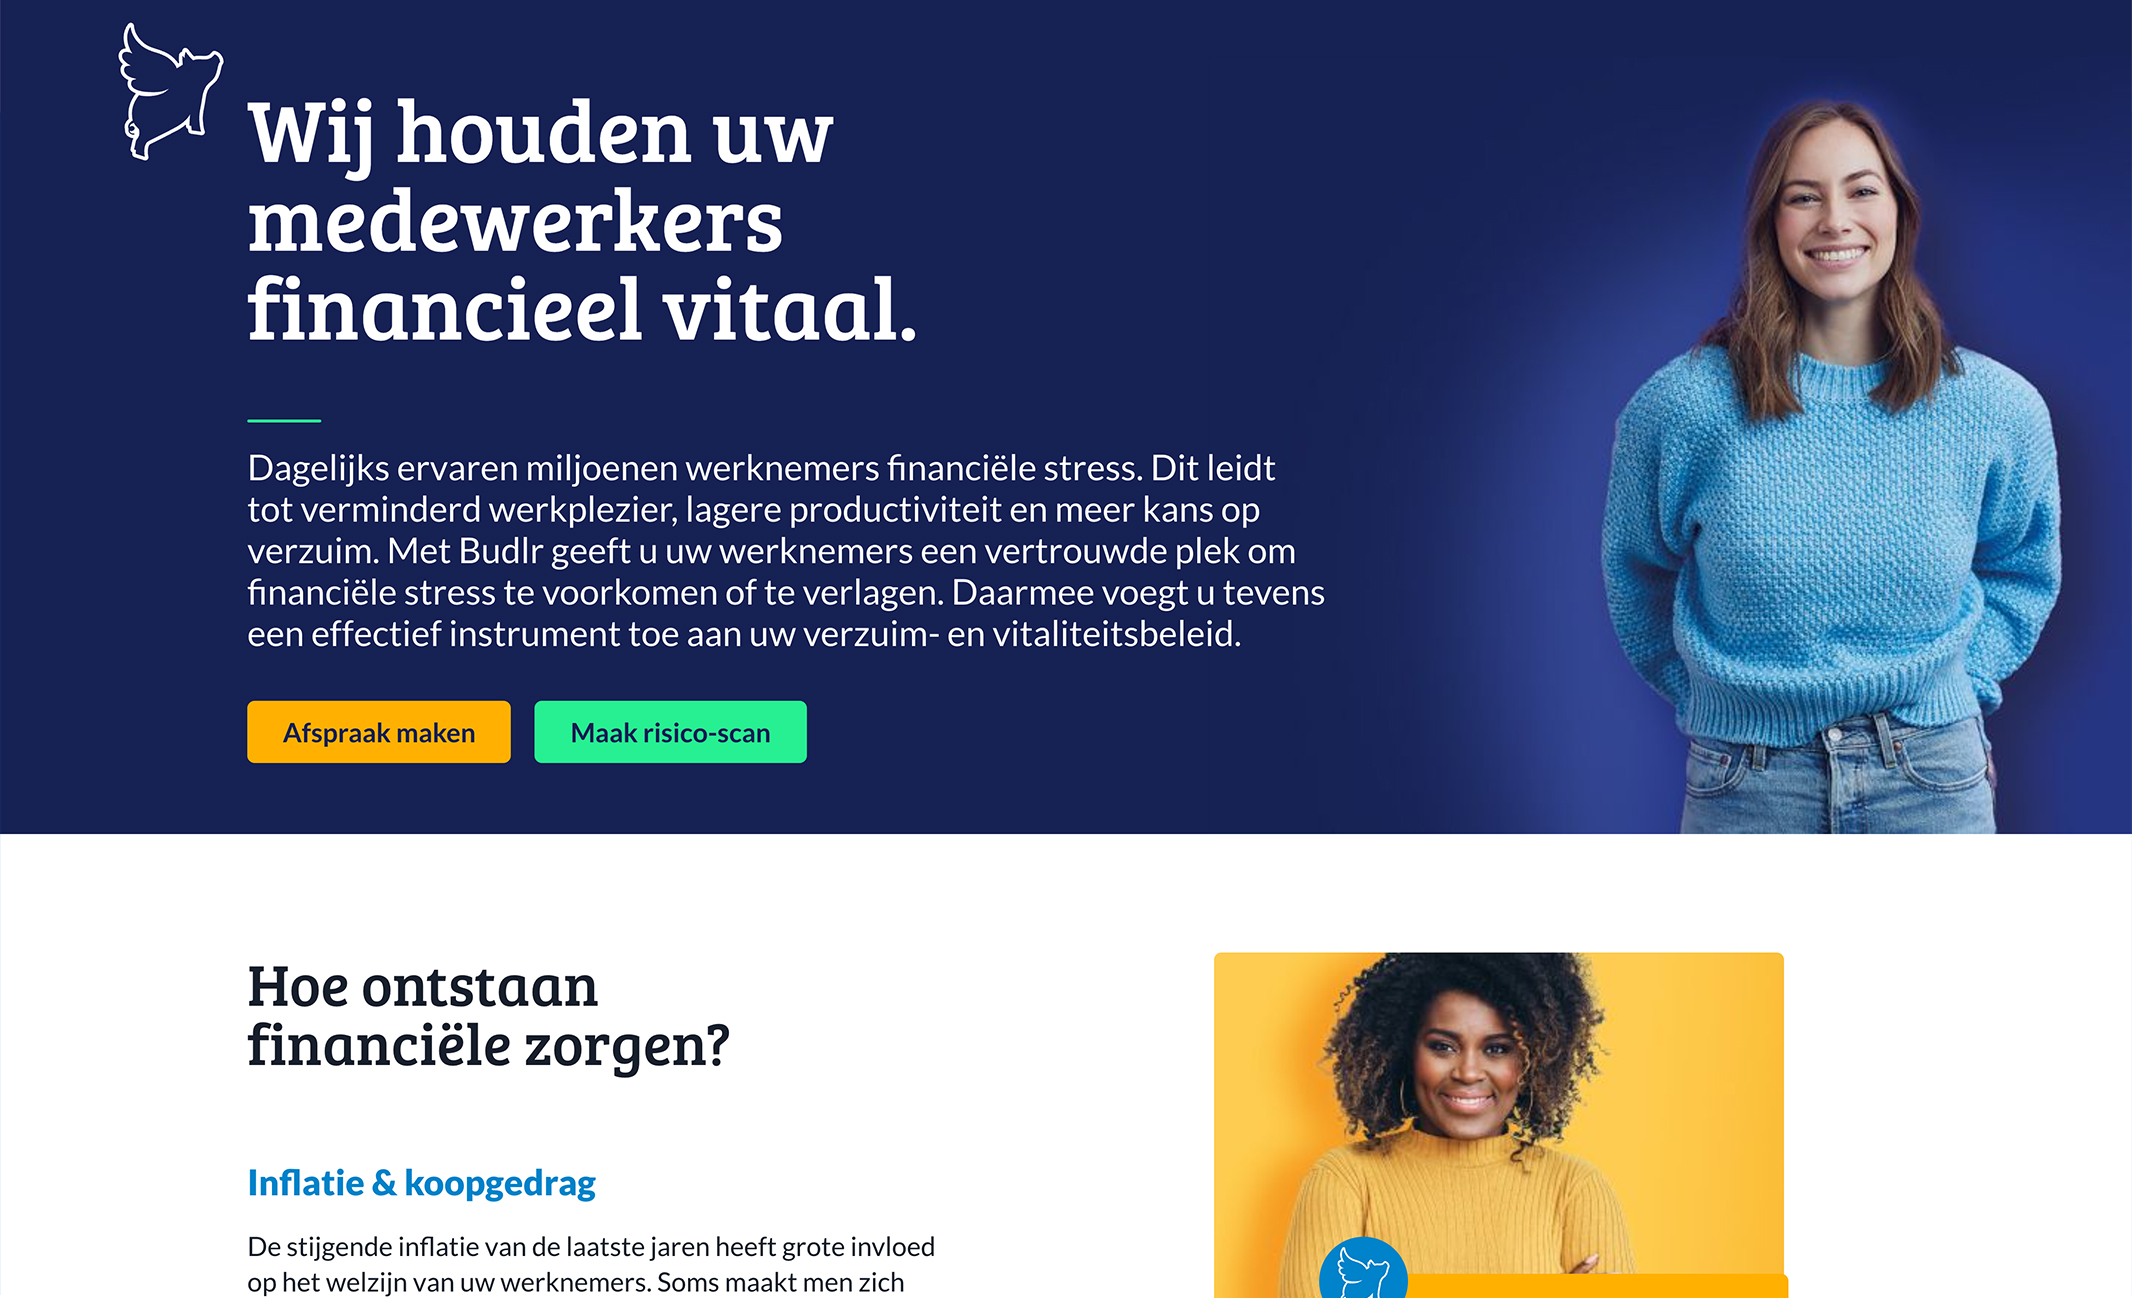 Wij houden uw
medewerkers
financieel vitaal.
Dagelijks ervaren miljoenen werknemers financiële stress. Dit leidt
tot verminderd werkplezier, lagere productiviteit en meer kans op
verzuim. Met Budlr geeft u uw werknemers een vertrouwde plek om
financiële stress te voorkomen of te verlagen. Daarmee voegt u tevens
een effectief instrument toe aan uw verzuim- en vitaliteitsbeleid.
Afspraak maken
Maak risico-scan
Hoe ontstaan
financiële zorgen?
Inflatie & koopgedrag
De stijgende inflatie van de laatste jaren heeft grote invloed
op het welzijn van uw werknemers. Soms maakt men zich